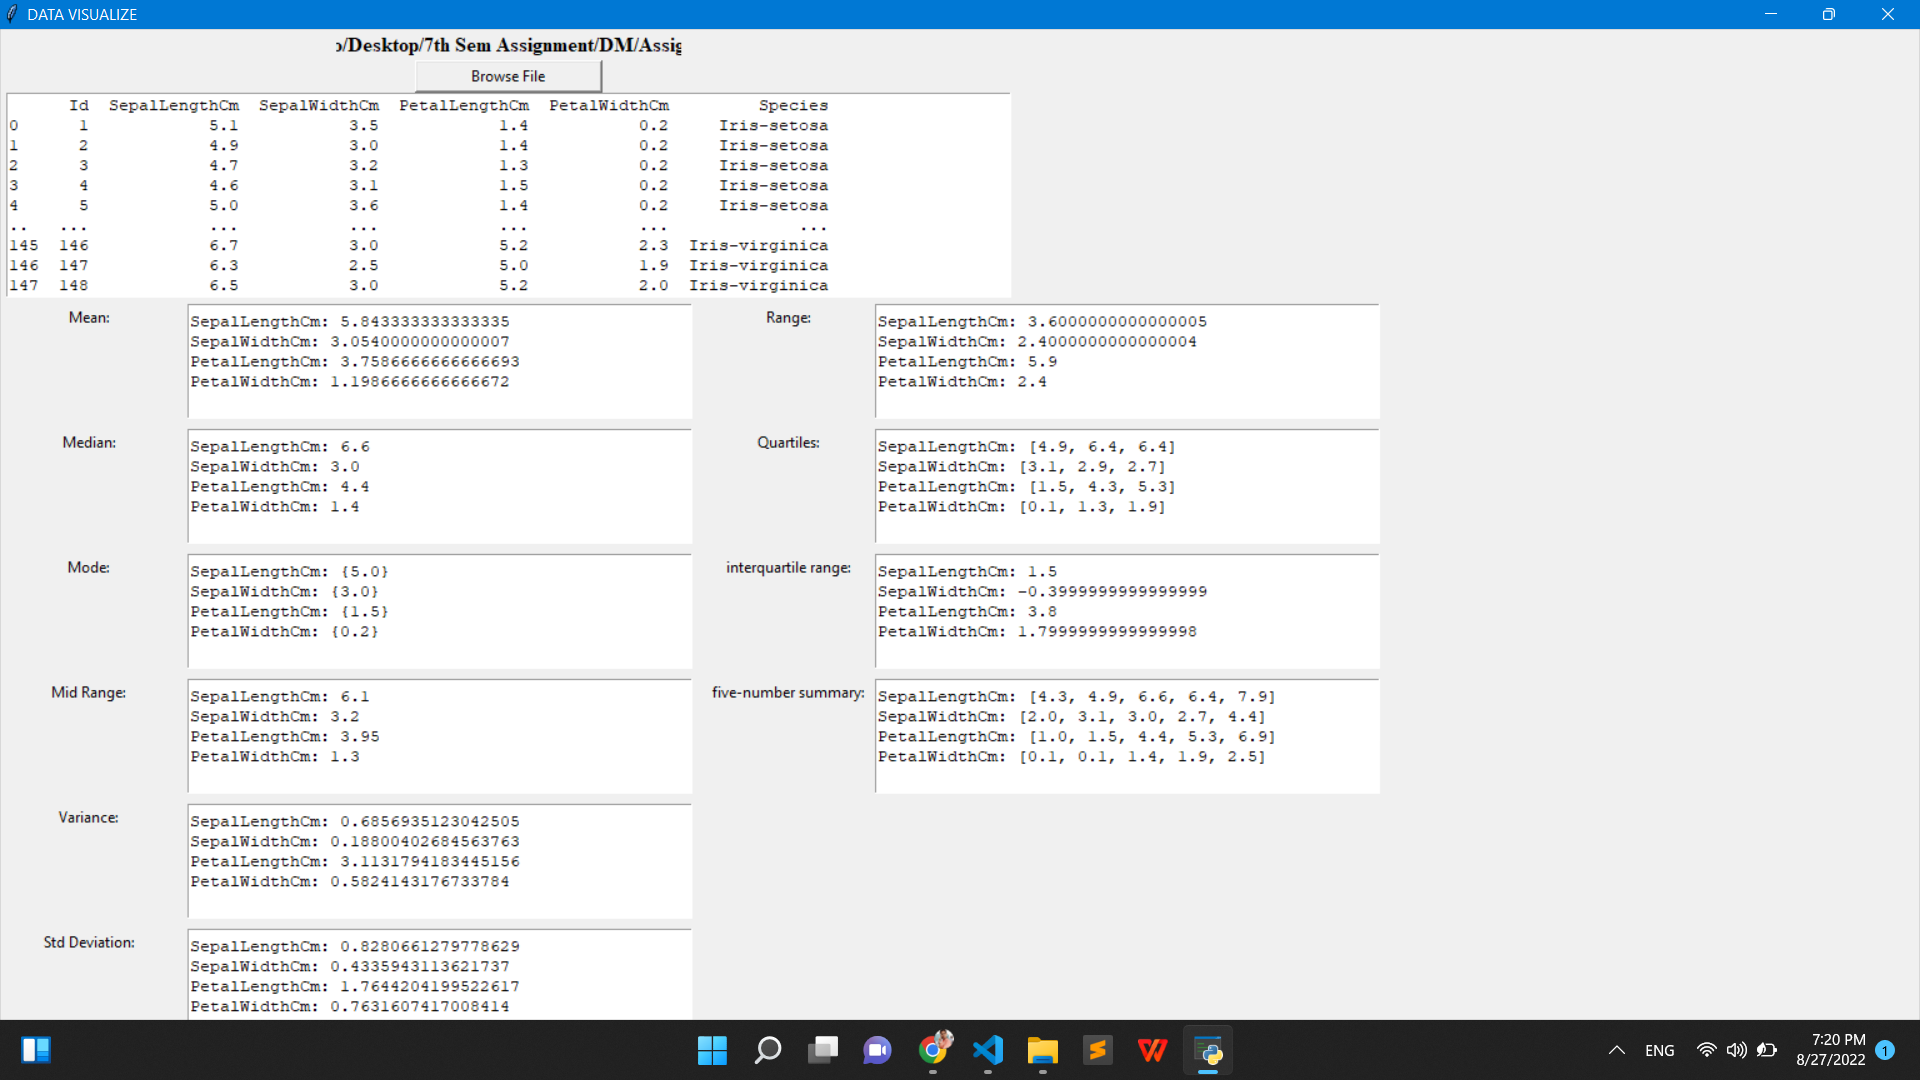 DATA VISUALIZE
o/Desktop/7th Sem Assignment/DM/Assig
Browse File
Id SepalLengthCm SepalWidthCm PetalLengthCm PetalWidthCm Species
0 1 5.1 3.5 1.4 0.2 Iris-setosa
1 2 4.9 3.0 1.4 0.2 Iris-setosa
2 3 4.7 3.2 1.3 0.2 Iris-setosa
3 4 4.6 3.1 1.5 0.2 Iris-setosa
4 5 5.0 3.6 1.4 0.2 Iris-setosa
.. ... ... ... ... ... ...
145 146 6.7 3.0 5.2 2.3 Iris-virginica
146 147 6.3 2.5 5.0 1.9 Iris-virginica
147 148 6.5 3.0 5.2 2.0 Iris-virginica
Mean:
SepalLengthCm: 5.843333333333335
SepalWidthCm: 3.0540000000000007
PetalLengthCm: 3.7586666666666693
PetalWidthCm: 1.1986666666666672
Range:
SepalLengthCm: 3.6000000000000005
SepalWidthCm: 2.4000000000000004
PetalLengthCm: 5.9
PetalWidthCm: 2.4
Median:
SepalLengthCm: 6.6
SepalWidthCm: 3.0
PetalLengthCm: 4.4
PetalWidthCm: 1.4
Quartiles:
SepalLengthCm: [4.9, 6.4, 6.4]
SepalWidthCm: [3.1, 2.9, 2.7]
PetalLengthCm: [1.5, 4.3, 5.3]
PetalWidthCm: [0.1, 1.3, 1.9]
Mode:
SepalLengthCm: {5.0}
SepalWidthCm: {3.0}
PetalLengthCm: {1.5}
PetalWidthCm: {0.2}
interquartile range:
SepalLengthCm: 1.5
SepalWidthCm: -0.3999999999999999
PetalLengthCm: 3.8
PetalWidthCm: 1.7999999999999998
Mid Range:
SepalLengthCm: 6.1
SepalWidthCm: 3.2
PetalLengthCm: 3.95
PetalWidthCm: 1.3
five-number summary:
SepalLengthCm: [4.3, 4.9, 6.6, 6.4, 7.9]
SepalWidthCm: [2.0, 3.1, 3.0, 2.7, 4.4]
PetalLengthCm: [1.0, 1.5, 4.4, 5.3, 6.9]
PetalWidthCm: [0.1, 0.1, 1.4, 1.9, 2.5]
Variance:
SepalLengthCm: 0.6856935123042505
SepalWidthCm: 0.18800402684563763
PetalLengthCm: 3.1131794183445156
PetalWidthCm: 0.5824143176733784
Std Deviation:
SepalLengthCm: 0.8280661279778629
SepalWidthCm: 0.4335943113621737
PetalLengthCm: 1.7644204199522617
PetalWidthCm: 0.7631607417008414
ENG
7:20 PM
8/27/2022
1